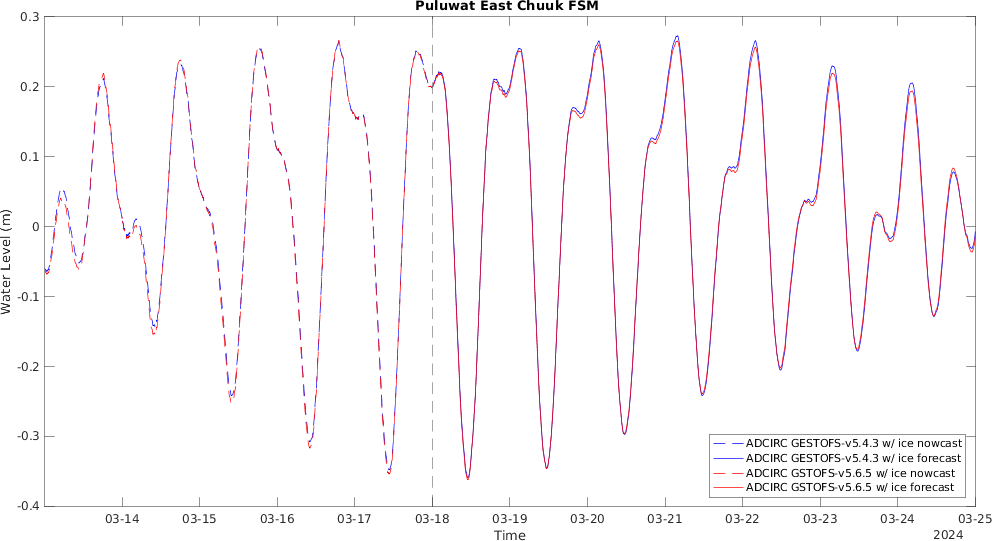 Puluwat East Chuuk FSM
Water Level (m)
0.3
0.2
0.1
0
-0.1
-0.2
-0.3
-0.4
ADCIRC GESTOFS-v5.4.3 w/ ice nowcast
ADCIRC GESTOFS-v5.4.3 w/ ice forecast
ADCIRC GSTOFS-v5.6.5 w/ ice nowcast
ADCIRC GSTOFS-v5.6.5 w/ ice forecast
03-14 03-15 03-16 03-17 03-18 03-19 03-20 03-21 03-22 03-23 03-24 03-25
Time
2024